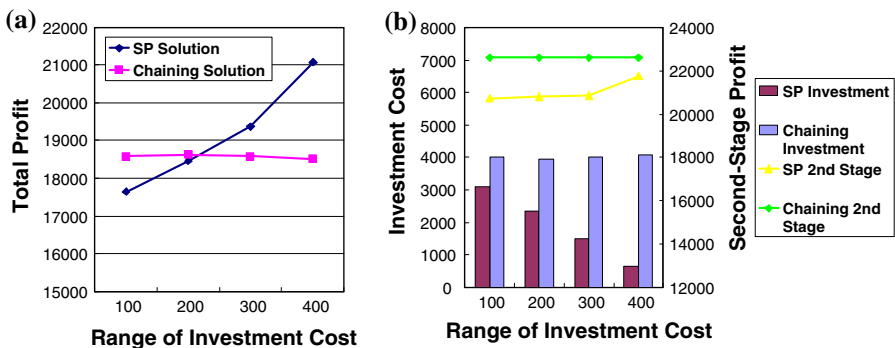 (a)
22000
21000
20000
19000
18000
17000
16000
15000
Total Profit
SP Solution
Chaining Solution
100 200 300 400
Range of Investment Cost
(b)
8000
7000
6000
5000
4000
3000
2000
1000
0
Investment Cost
24000
22000
20000
18000
16000
14000
12000
Second-Stage Profit
100 200 300 400
Range of Investment Cost
SP Investment
Chaining
Investment
SP 2nd Stage
Chaining 2nd
Stage